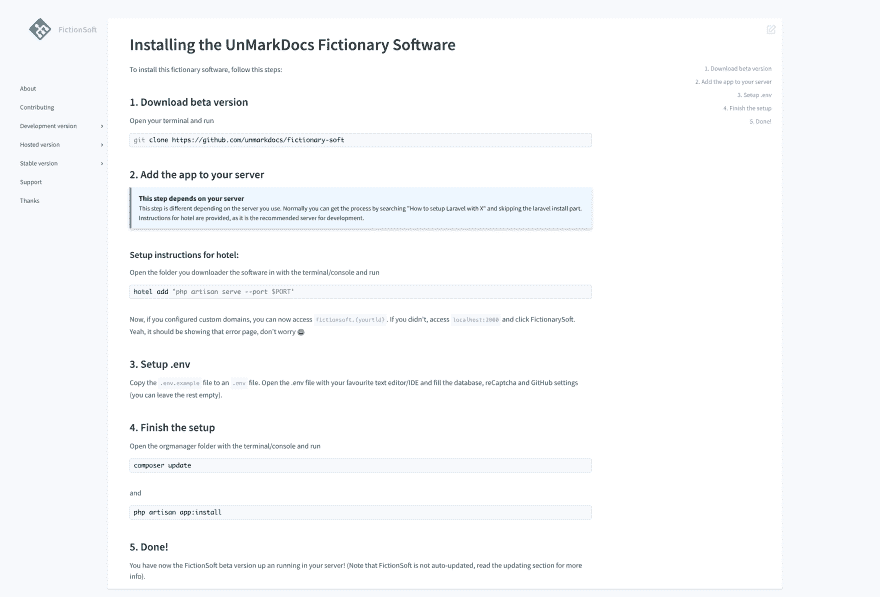 FictionSoft
About
Contributing
Development version
Hosted version
Stable version
Support
Thanks
Installing the UnMarkDocs Fictionary Software
To install this fictionary software, follow this steps:
1. Download beta version
2. Add the app to your server
3. Setup .env
4. Finish the setup
5. Done!
1. Download beta version
Open your terminal and run
git clone https://github.com/unmarkdocs/fictionary-soft
2. Add the app to your server
This step depends on your server
This step is different depending on the server you use. Normally you can get the process by searching "How to setup Laravel with X" and skipping the laravel install part.
Instructions for hotel are provided, as it is the recommended server for development.
Setup instructions for hotel:
Open the folder you downloader the software in with the terminal/console and run
hotel add "php artison serve --port $PORT"
Now, if you configured custom domains, you can now access fictionsoft.{yourtld}. If you didn't, access localhost:2000 and click FictionarySoft.
Yeah, it should be showing that error page, don't worry 😄
3. Setup .env
Copy the .env.example file to an .env file. Open the .env file with your favourite text editor/IDE and fill the database, reCaptcha and GitHub settings
(you can leave the rest empty).
4. Finish the setup
Open the orgmanager folder with the terminal/console and run
composer update
and
php artisan app:install
5. Done!
You have now the FictionSoft beta version up an running in your server! (Note that FictionSoft is not auto-updated, read the updating section for more
info).